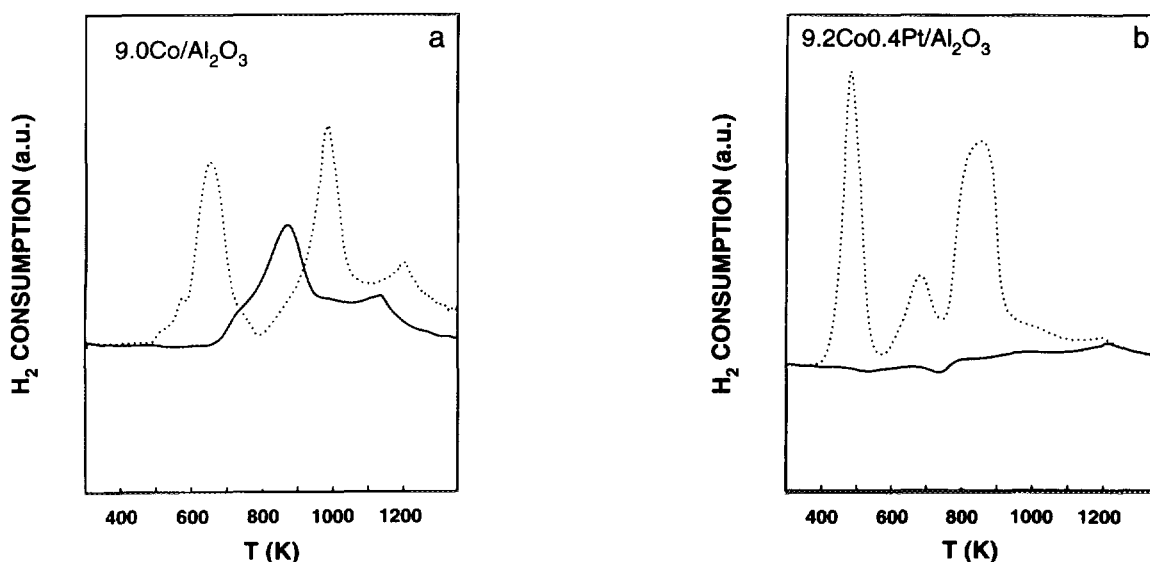 9.0Co/Al₂O₃
a
H₂ CONSUMPTION (a.u.)
400 600 800 1000 1200
T (K)
9.2Co0.4Pt/Al₂O₃
b
H₂ CONSUMPTION (a.u.)
400 600 800 1000 1200
T (K)